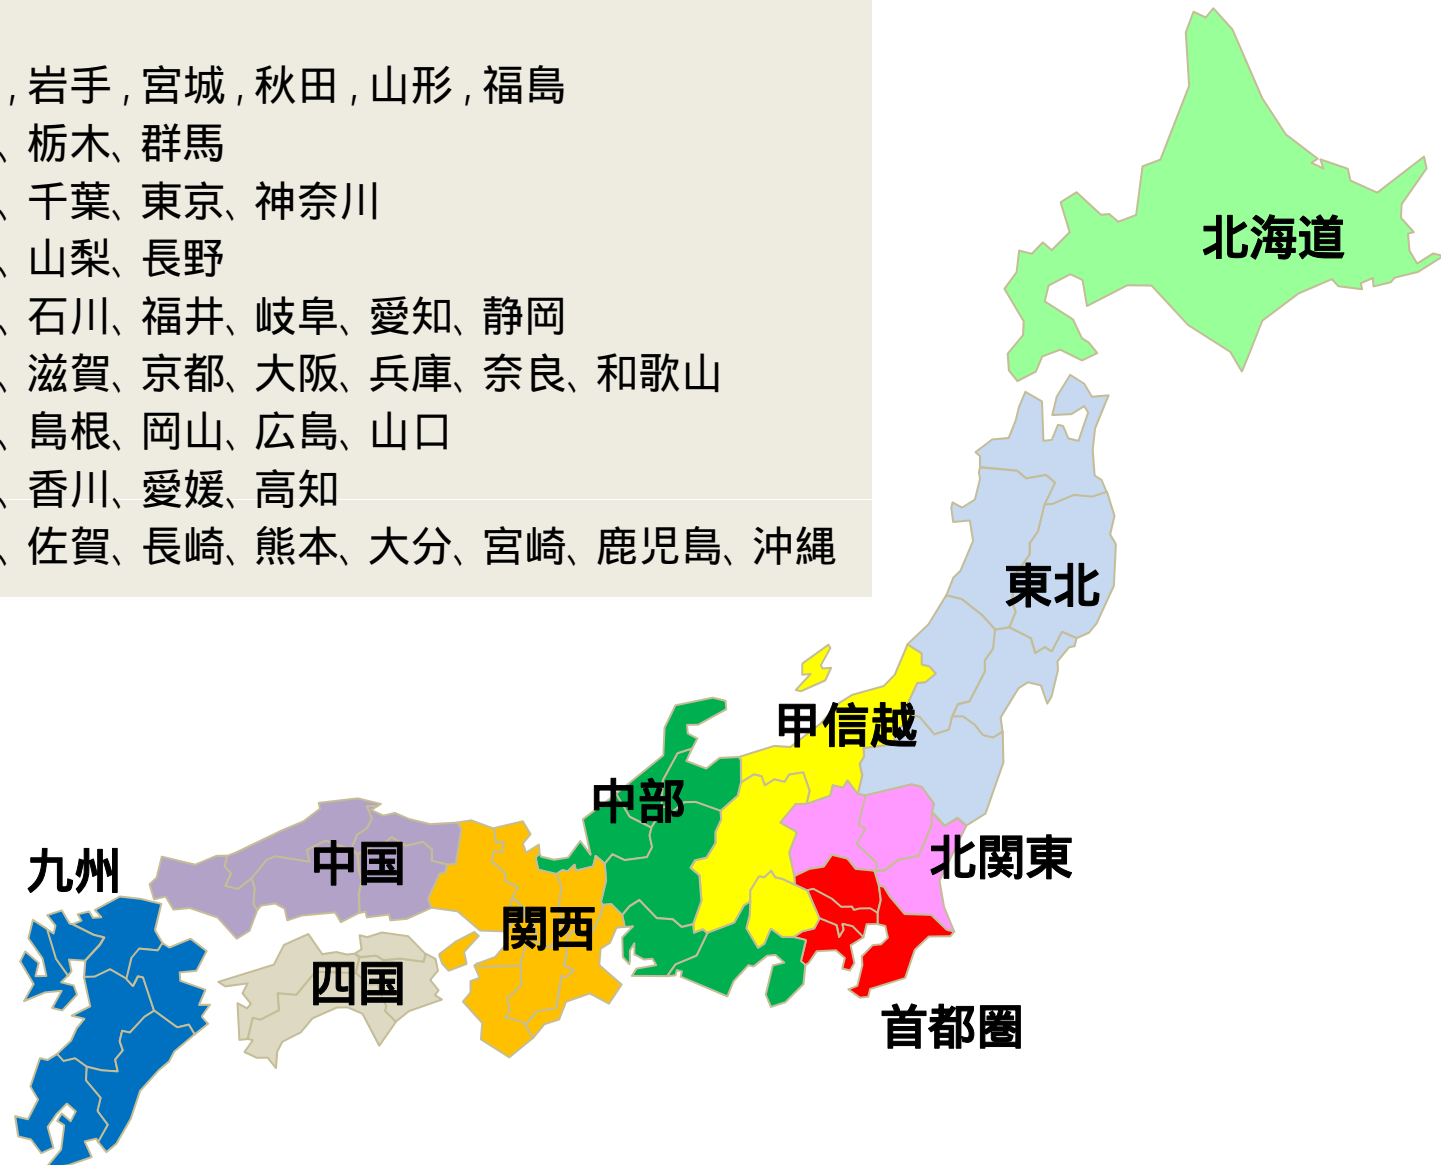 , 岩手 , 宮城 , 秋田 , 山形 , 福島
、栃木、群馬
、千葉、東京、神奈川
、山梨、長野
、石川、福井、岐阜、愛知、静岡
、滋賀、京都、大阪、兵庫、奈良、和歌山
、島根、岡山、広島、山口
、香川、愛媛、高知
、佐賀、長崎、熊本、大分、宮崎、鹿児島、沖縄
北海道
東北
甲信越
中部
北関東
中国
九州
関西
四国
首都圏